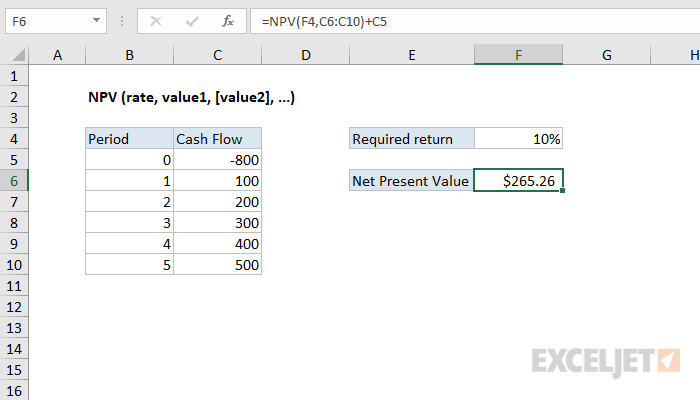 F6 fx =NPV(F4,C6:C10)+C5
A B C D E F G H
1
2 NPV (rate, value1, [value2], ...)
3
4 Period Cash Flow Required return 10%
5 0 -800
6 1 100 Net Present Value $265.26
7 2 200
8 3 300
9 4 400
10 5 500
11
12
13
14
15
16
EXCELJET